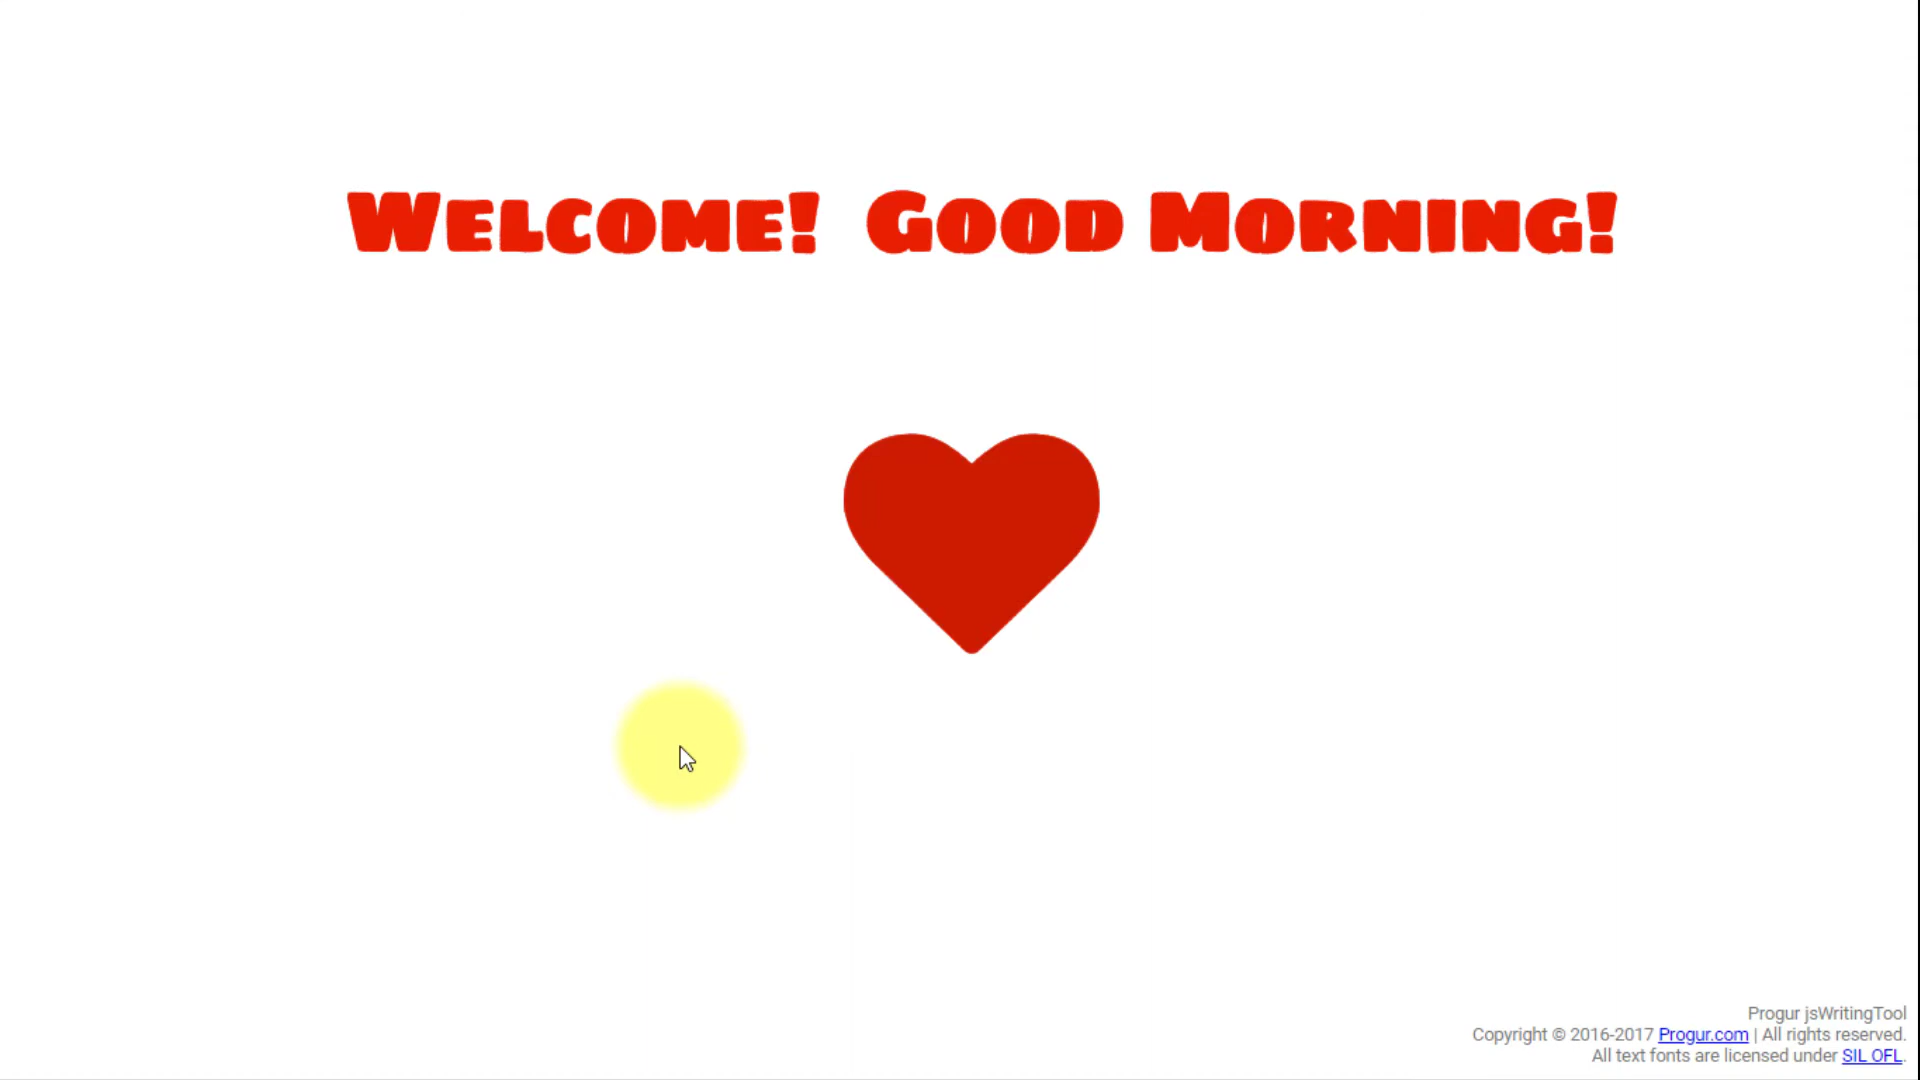 Welcome! Good Morning!
Progur jsWritingTool
Copyright © 2016-2017 Progur.com | All rights reserved.
All text fonts are licensed under SIL OFL.